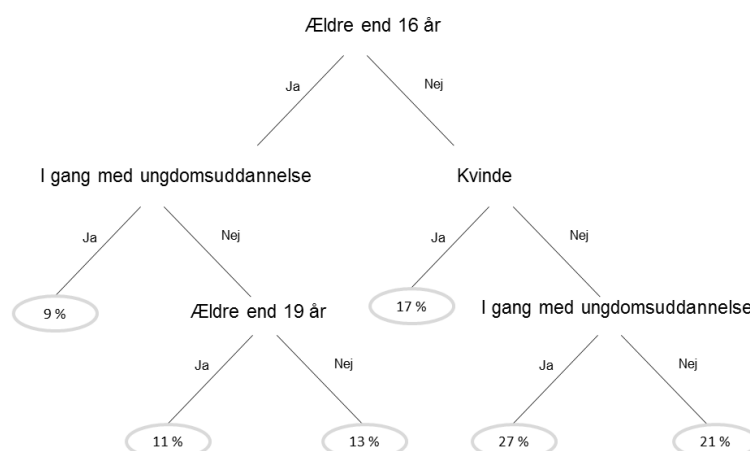 Ældre end 16 år
Ja
Nej
I gang med ungdomsuddannelse
Kvinde
Ja
Nej
Ja
Nej
9 %
Ældre end 19 år
17 %
I gang med ungdomsuddannelse
Ja
Nej
Ja
Nej
11 %
13 %
27 %
21 %